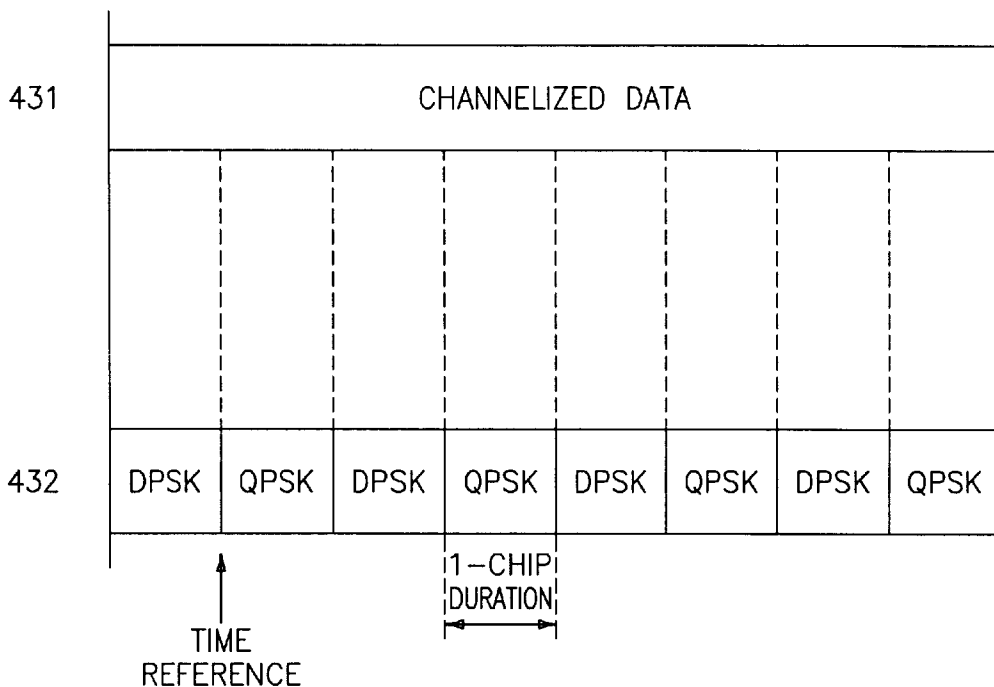 431 CHANNELIZED DATA
432 DPSK QPSK DPSK QPSK DPSK QPSK DPSK QPSK
1-CHIP
DURATION
TIME
REFERENCE